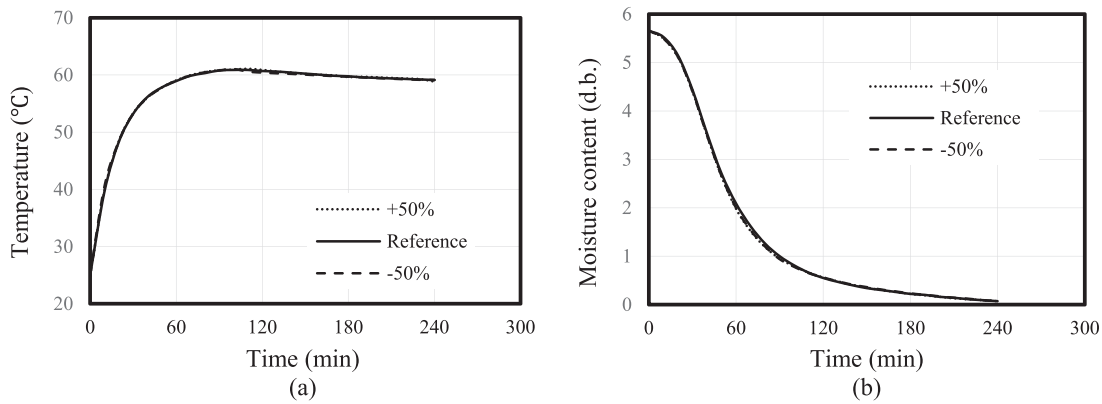 70
60
50
40
30
20
Temperature (℃)
+50%
Reference
-50%
0 60 120 180 240 300
Time (min)
(a)
6
5
4
3
2
1
0
Moisture content (d.b.)
+50%
Reference
-50%
0 60 120 180 240 300
Time (min)
(b)